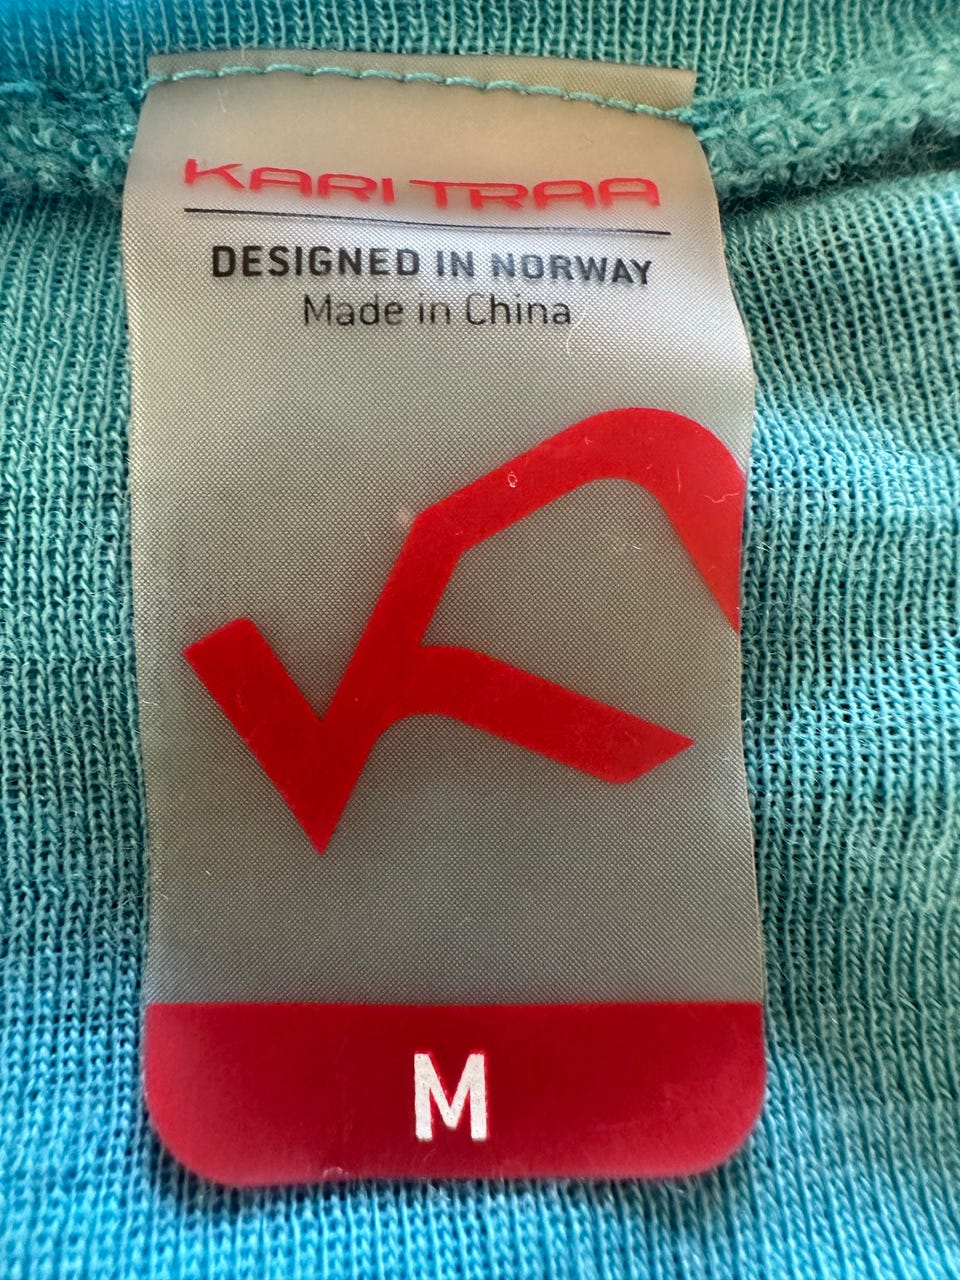 KARI TRAA
DESIGNED IN NORWAY
Made in China
M